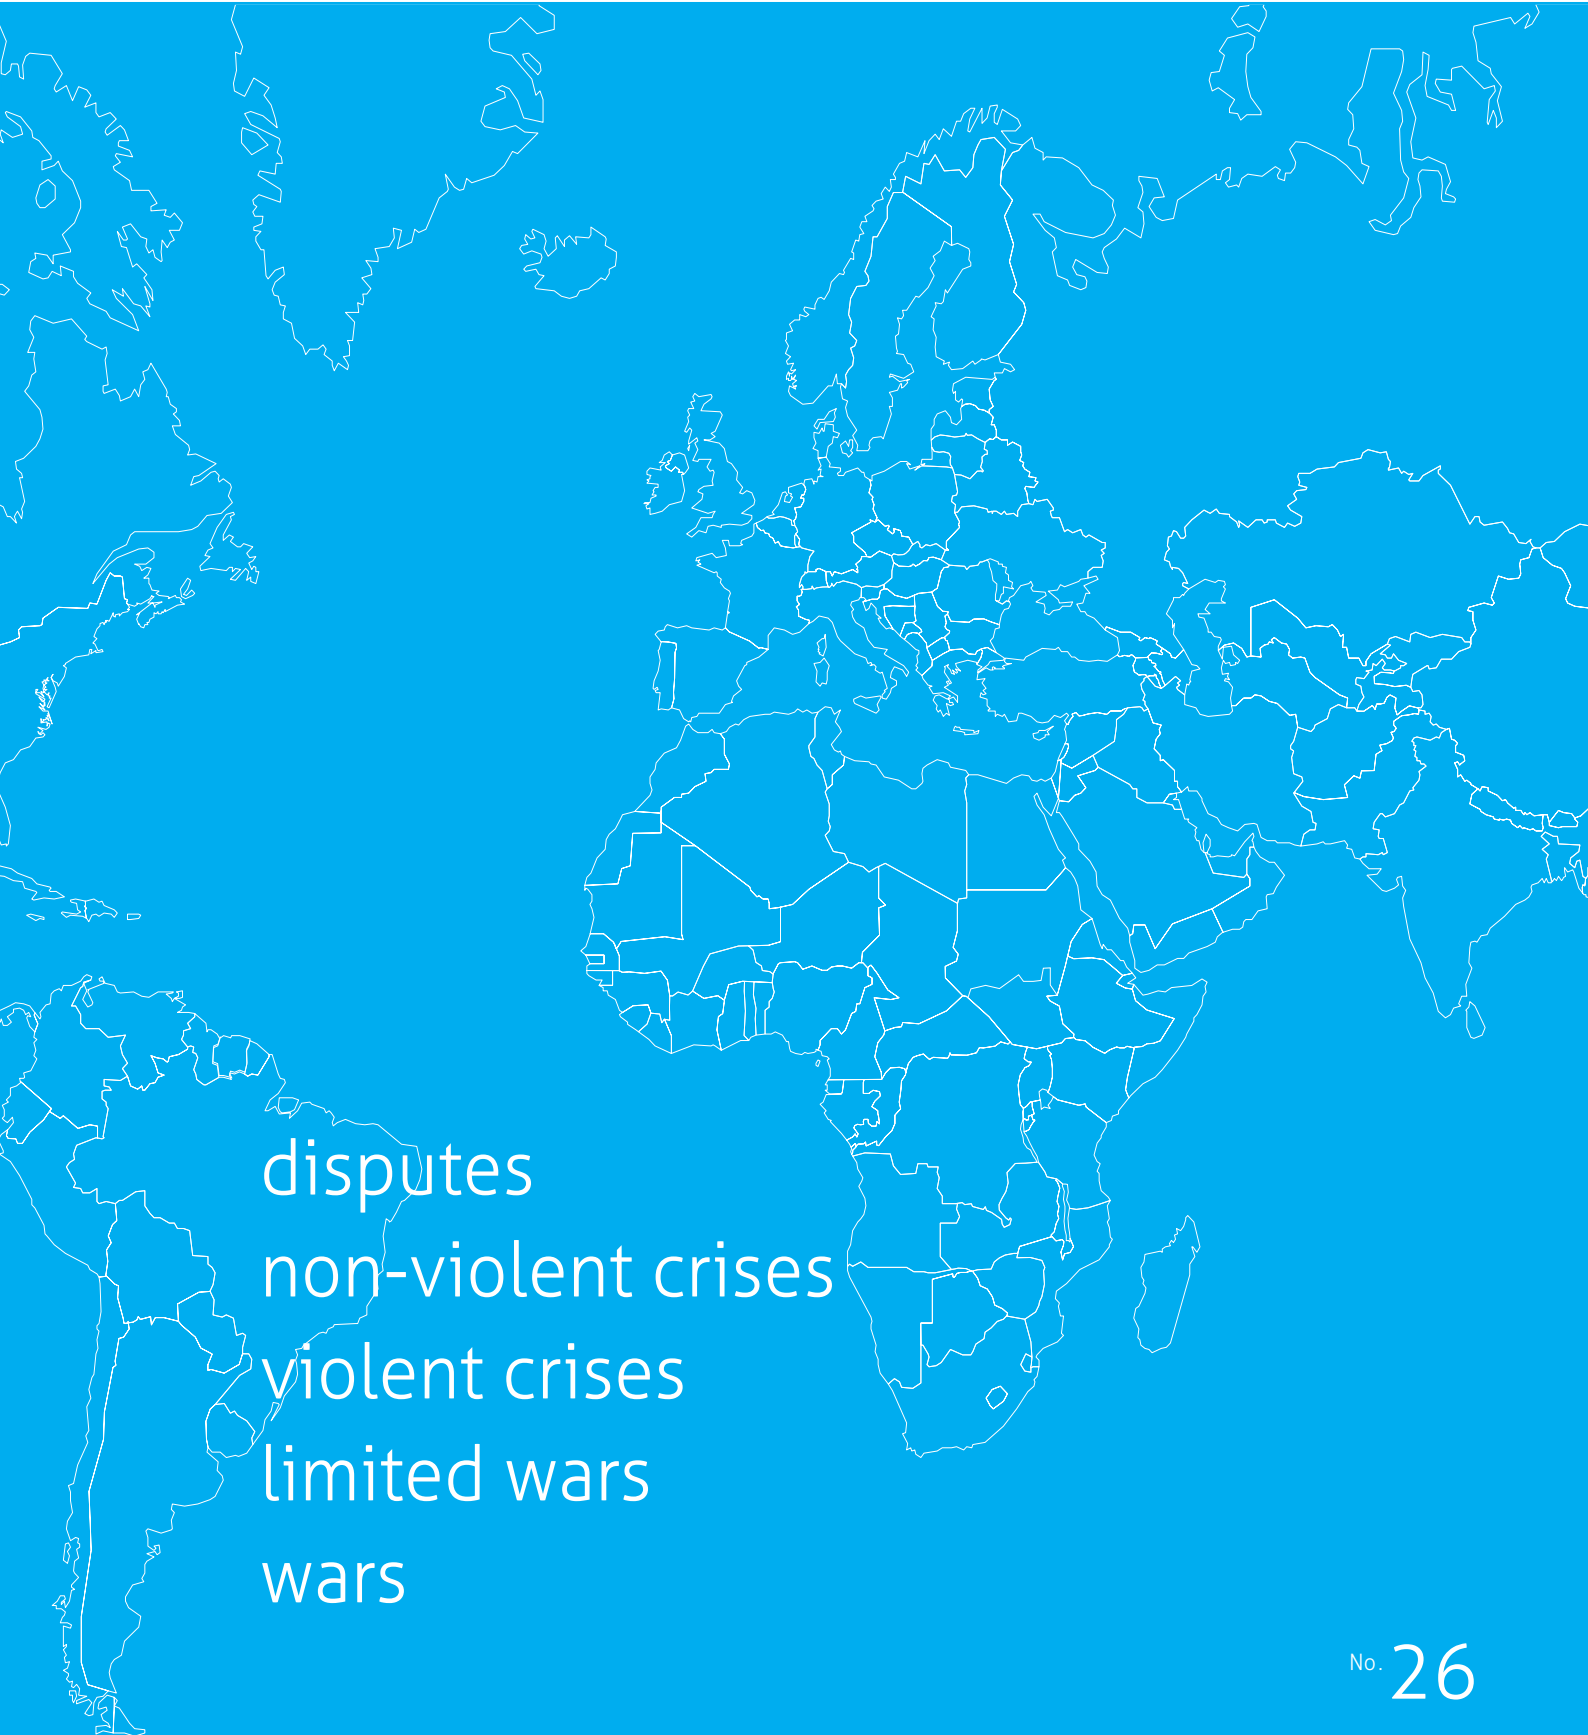 disputes
non-violent crises
violent crises
limited wars
wars
No. 26